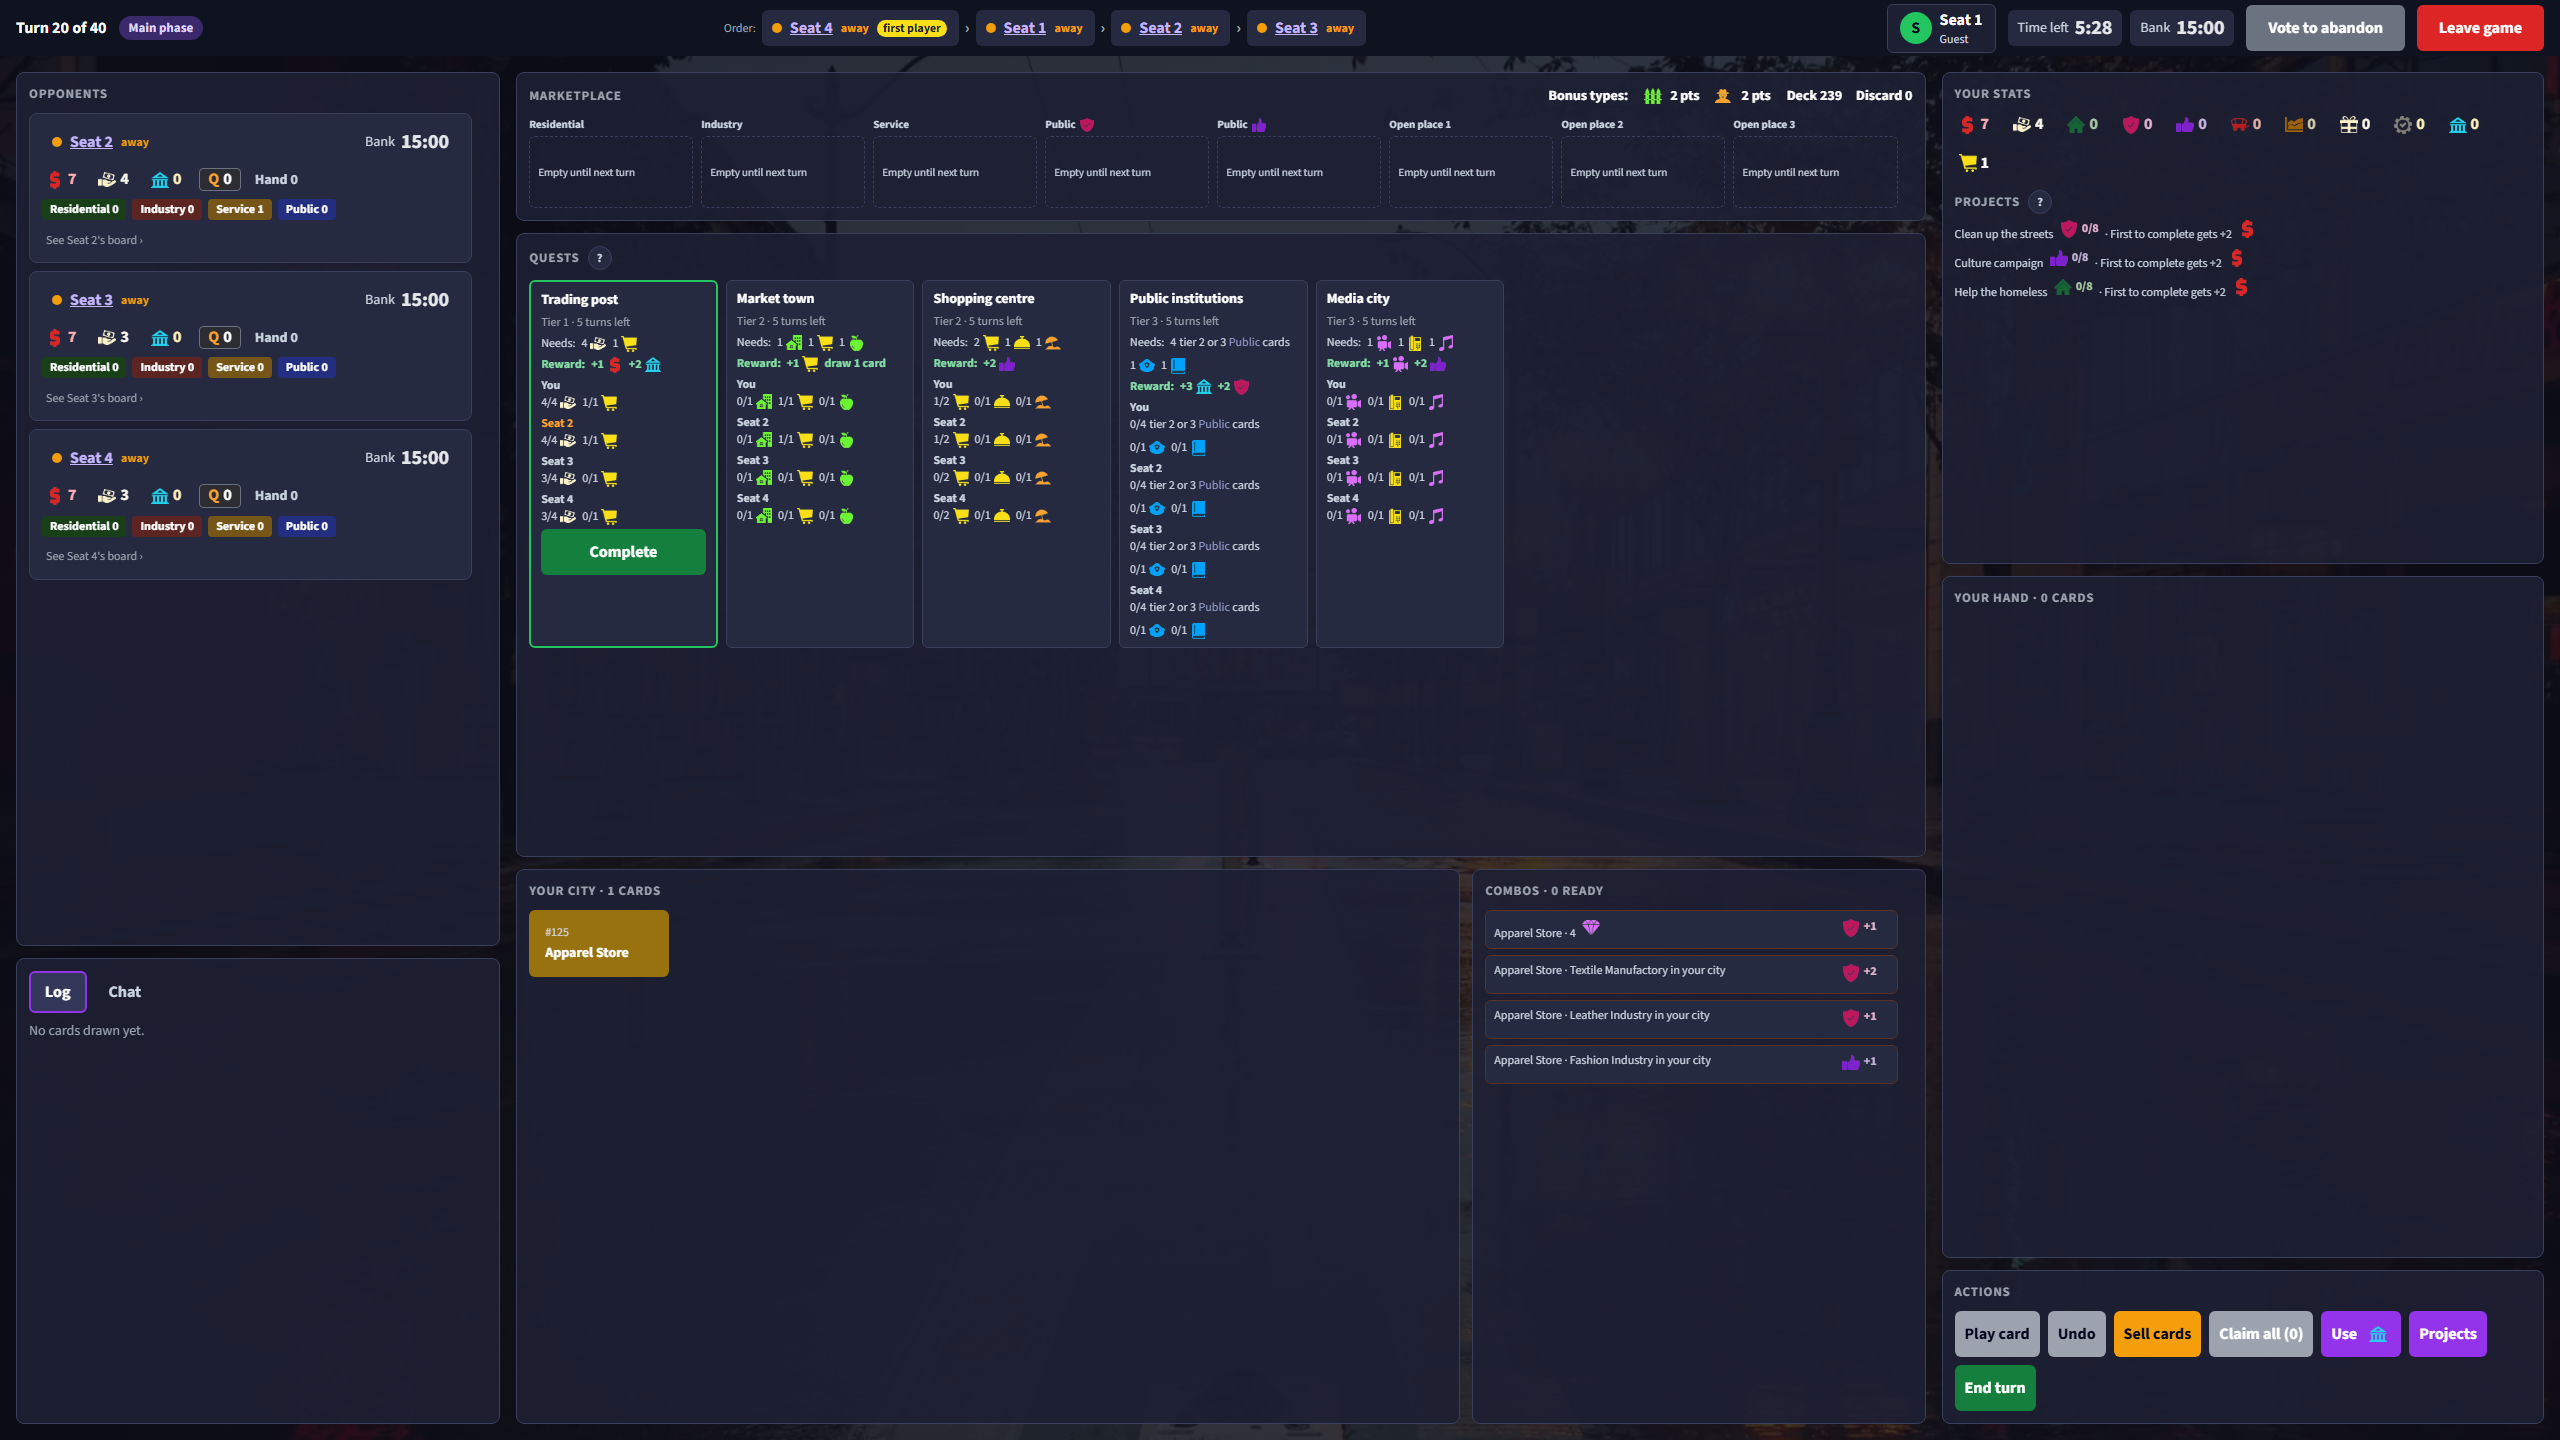 Turn 20 of 40 Main phase
Order: Seat 4 away first player › Seat 1 away › Seat 2 away › Seat 3 away
S Seat 1 Guest
Time left 5:28
Bank 15:00
Vote to abandon
Leave game
OPPONENTS
Seat 2 away Bank 15:00
7 4 0 Q 0 Hand 0
Residential 0 Industry 0 Service 1 Public 0
See Seat 2's board ›
Seat 3 away Bank 15:00
7 3 0 Q 0 Hand 0
Residential 0 Industry 0 Service 0 Public 0
See Seat 3's board ›
Seat 4 away Bank 15:00
7 3 0 Q 0 Hand 0
Residential 0 Industry 0 Service 0 Public 0
See Seat 4's board ›
Log Chat
No cards drawn yet.
MARKETPLACE
Bonus types: 2 pts 2 pts Deck 239 Discard 0
Residential Industry Service Public Public Open place 1 Open place 2 Open place 3
Empty until next turn Empty until next turn Empty until next turn Empty until next turn Empty until next turn Empty until next turn Empty until next turn Empty until next turn
QUESTS ?
Trading post
Tier 1 · 5 turns left
Needs: 4 1
Reward: +1 +2
You
4/4 1/1
Seat 2
4/4 1/1
Seat 3
3/4 0/1
Seat 4
3/4 0/1
Complete
Market town
Tier 2 · 5 turns left
Needs: 1 1 1
Reward: +1 draw 1 card
You
0/1 1/1 0/1
Seat 2
0/1 1/1 0/1
Seat 3
0/1 0/1 0/1
Seat 4
0/1 0/1 0/1
Shopping centre
Tier 2 · 5 turns left
Needs: 2 1 1
Reward: +2
You
1/2 0/1 0/1
Seat 2
1/2 0/1 0/1
Seat 3
0/2 0/1 0/1
Seat 4
0/2 0/1 0/1
Public institutions
Tier 3 · 5 turns left
Needs: 4 tier 2 or 3 Public cards
1 1
Reward: +3 +2
You
0/4 tier 2 or 3 Public cards
0/1 0/1
Seat 2
0/4 tier 2 or 3 Public cards
0/1 0/1
Seat 3
0/4 tier 2 or 3 Public cards
0/1 0/1
Seat 4
0/4 tier 2 or 3 Public cards
0/1 0/1
Media city
Tier 3 · 5 turns left
Needs: 1 1 1
Reward: +1 +2
You
0/1 0/1 0/1
Seat 2
0/1 0/1 0/1
Seat 3
0/1 0/1 0/1
Seat 4
0/1 0/1 0/1
YOUR CITY · 1 CARDS
#125
Apparel Store
COMBOS · 0 READY
Apparel Store · 4 +1
Apparel Store · Textile Manufactory in your city +2
Apparel Store · Leather Industry in your city +1
Apparel Store · Fashion Industry in your city +1
YOUR STATS
$ 7 4 0 0 0 0 0 0 0 0
1
PROJECTS ?
Clean up the streets 0/8 · First to complete gets +2 $
Culture campaign 0/8 · First to complete gets +2 $
Help the homeless 0/8 · First to complete gets +2 $
YOUR HAND · 0 CARDS
ACTIONS
Play card Undo Sell cards Claim all (0) Use Projects
End turn